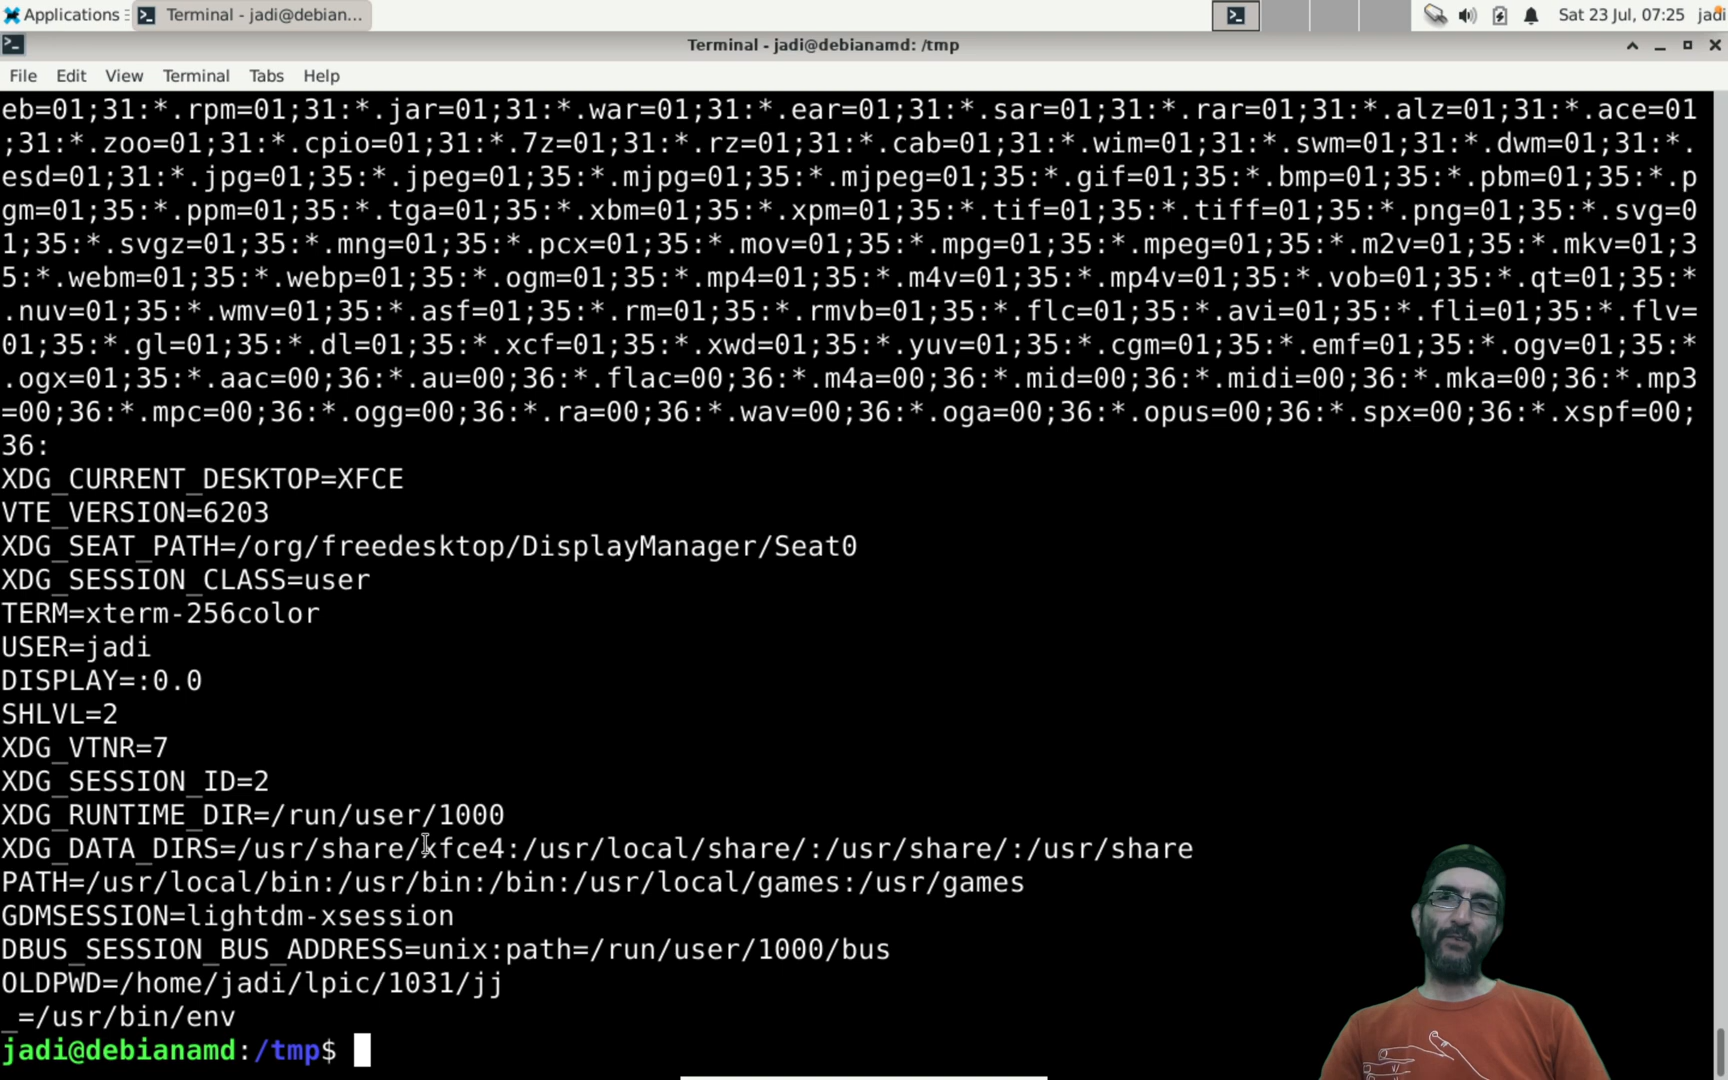 Applications
Terminal - jadi@debian...
Sat 23 Jul, 07:25 jadi
Terminal - jadi@debianamd: /tmp
File Edit View Terminal Tabs Help
eb=01;31:*.rpm=01;31:*.jar=01;31:*.war=01;31:*.ear=01;31:*.sar=01;31:*.rar=01;31:*.alz=01;31:*.ace=01
;31:*.zoo=01;31:*.cpio=01;31:*.7z=01;31:*.rz=01;31:*.cab=01;31:*.wim=01;31:*.swm=01;31:*.dwm=01;31:*.
esd=01;31:*.jpg=01;35:*.jpeg=01;35:*.mjpg=01;35:*.mjpeg=01;35:*.gif=01;35:*.bmp=01;35:*.pbm=01;35:*.p
gm=01;35:*.ppm=01;35:*.tga=01;35:*.xbm=01;35:*.xpm=01;35:*.tif=01;35:*.tiff=01;35:*.png=01;35:*.svg=0
1;35:*.svgz=01;35:*.mng=01;35:*.pcx=01;35:*.mov=01;35:*.mpg=01;35:*.mpeg=01;35:*.m2v=01;35:*.mkv=01;3
5:*.webm=01;35:*.webp=01;35:*.ogm=01;35:*.mp4=01;35:*.m4v=01;35:*.mp4v=01;35:*.vob=01;35:*.qt=01;35:*
.nuv=01;35:*.wmv=01;35:*.asf=01;35:*.rm=01;35:*.rmvb=01;35:*.flc=01;35:*.avi=01;35:*.fli=01;35:*.flv=
01;35:*.gl=01;35:*.dl=01;35:*.xcf=01;35:*.xwd=01;35:*.yuv=01;35:*.cgm=01;35:*.emf=01;35:*.ogv=01;35:*
.ogx=01;35:*.aac=00;36:*.au=00;36:*.flac=00;36:*.m4a=00;36:*.mid=00;36:*.midi=00;36:*.mka=00;36:*.mp3
=00;36:*.mpc=00;36:*.ogg=00;36:*.ra=00;36:*.wav=00;36:*.oga=00;36:*.opus=00;36:*.spx=00;36:*.xspf=00;
36:
XDG_CURRENT_DESKTOP=XFCE
VTE_VERSION=6203
XDG_SEAT_PATH=/org/freedesktop/DisplayManager/Seat0
XDG_SESSION_CLASS=user
TERM=xterm-256color
USER=jadi
DISPLAY=:0.0
SHLVL=2
XDG_VTNR=7
XDG_SESSION_ID=2
XDG_RUNTIME_DIR=/run/user/1000
XDG_DATA_DIRS=/usr/share/xfce4:/usr/local/share/:/usr/share/:/usr/share
PATH=/usr/local/bin:/usr/bin:/bin:/usr/local/games:/usr/games
GDMSESSION=lightdm-xsession
DBUS_SESSION_BUS_ADDRESS=unix:path=/run/user/1000/bus
OLDPWD=/home/jadi/lpic/1031/jj
_=/usr/bin/env
jadi@debianamd:/tmp$